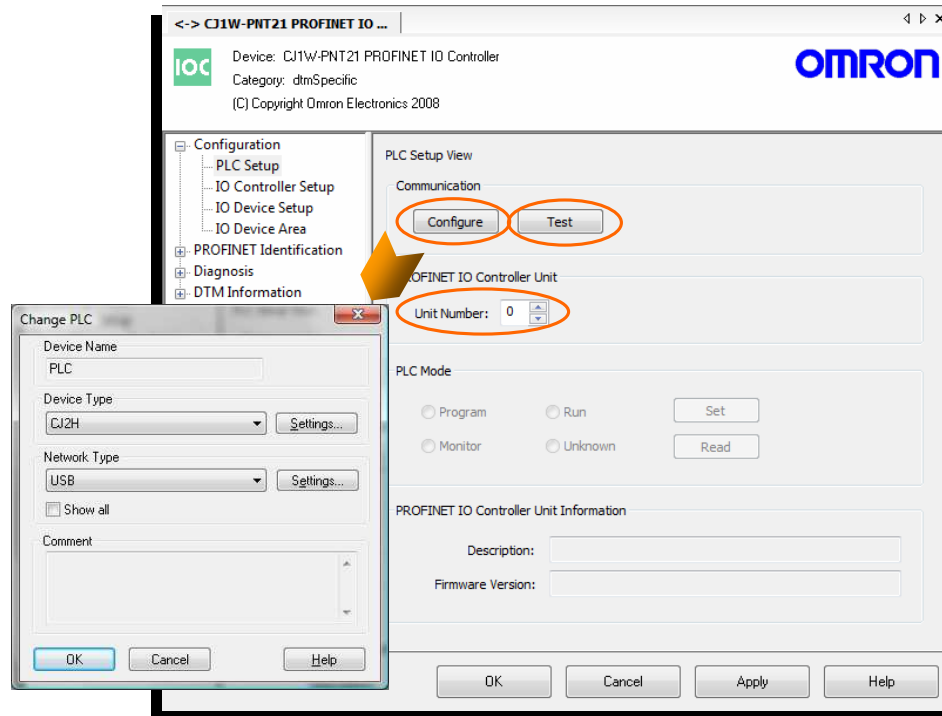 <-> CJ1W-PNT21 PROFINET IO ...
IOC
Device: CJ1W-PNT21 PROFINET IO Controller
Category: dtmSpecific
(C) Copyright Omron Electronics 2008
OMRON
Configuration
PLC Setup
IO Controller Setup
IO Device Setup
IO Device Area
PROFINET Identification
Diagnosis
DTM Information
PLC Setup View
Communication
Configure Test
OFINET IO Controller Unit
Unit Number: 0
PLC Mode
Program Run Set
Monitor Unknown Read
PROFINET IO Controller Unit Information
Description:
Firmware Version:
OK Cancel Apply Help
Change PLC
Device Name
PLC
Device Type
CJ2H Settings...
Network Type
USB Settings...
Show all
Comment
OK Cancel Help